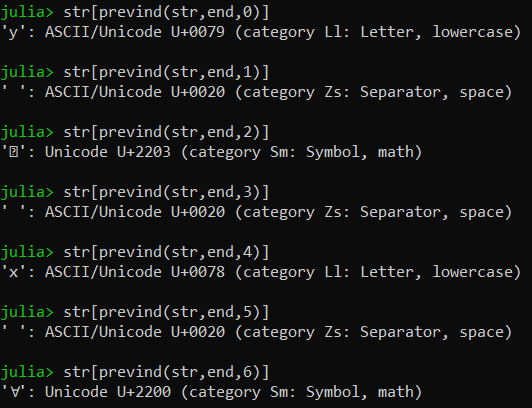 julia> str[prevind(str,end,0)]
'y': ASCII/Unicode U+0079 (category Ll: Letter, lowercase)
julia> str[prevind(str,end,1)]
' ': ASCII/Unicode U+0020 (category Zs: Separator, space)
julia> str[prevind(str,end,2)]
'⍰': Unicode U+2203 (category Sm: Symbol, math)
julia> str[prevind(str,end,3)]
' ': ASCII/Unicode U+0020 (category Zs: Separator, space)
julia> str[prevind(str,end,4)]
'x': ASCII/Unicode U+0078 (category Ll: Letter, lowercase)
julia> str[prevind(str,end,5)]
' ': ASCII/Unicode U+0020 (category Zs: Separator, space)
julia> str[prevind(str,end,6)]
'∀': Unicode U+2200 (category Sm: Symbol, math)